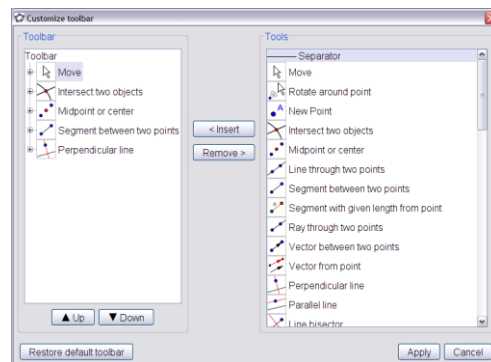 Customize toolbar
Toolbar
Toolbar
Move
Intersect two objects
Midpoint or center
Segment between two points
Perpendicular line
▲ Up
▼ Down
< Insert
Remove >
Tools
Separator
Move
Rotate around point
A
New Point
Intersect two objects
Midpoint or center
Line through two points
Segment between two points
Segment with given length from point
Ray through two points
Vector between two points
Vector from point
Perpendicular line
Parallel line
Line bisector
Restore default toolbar
Apply
Cancel